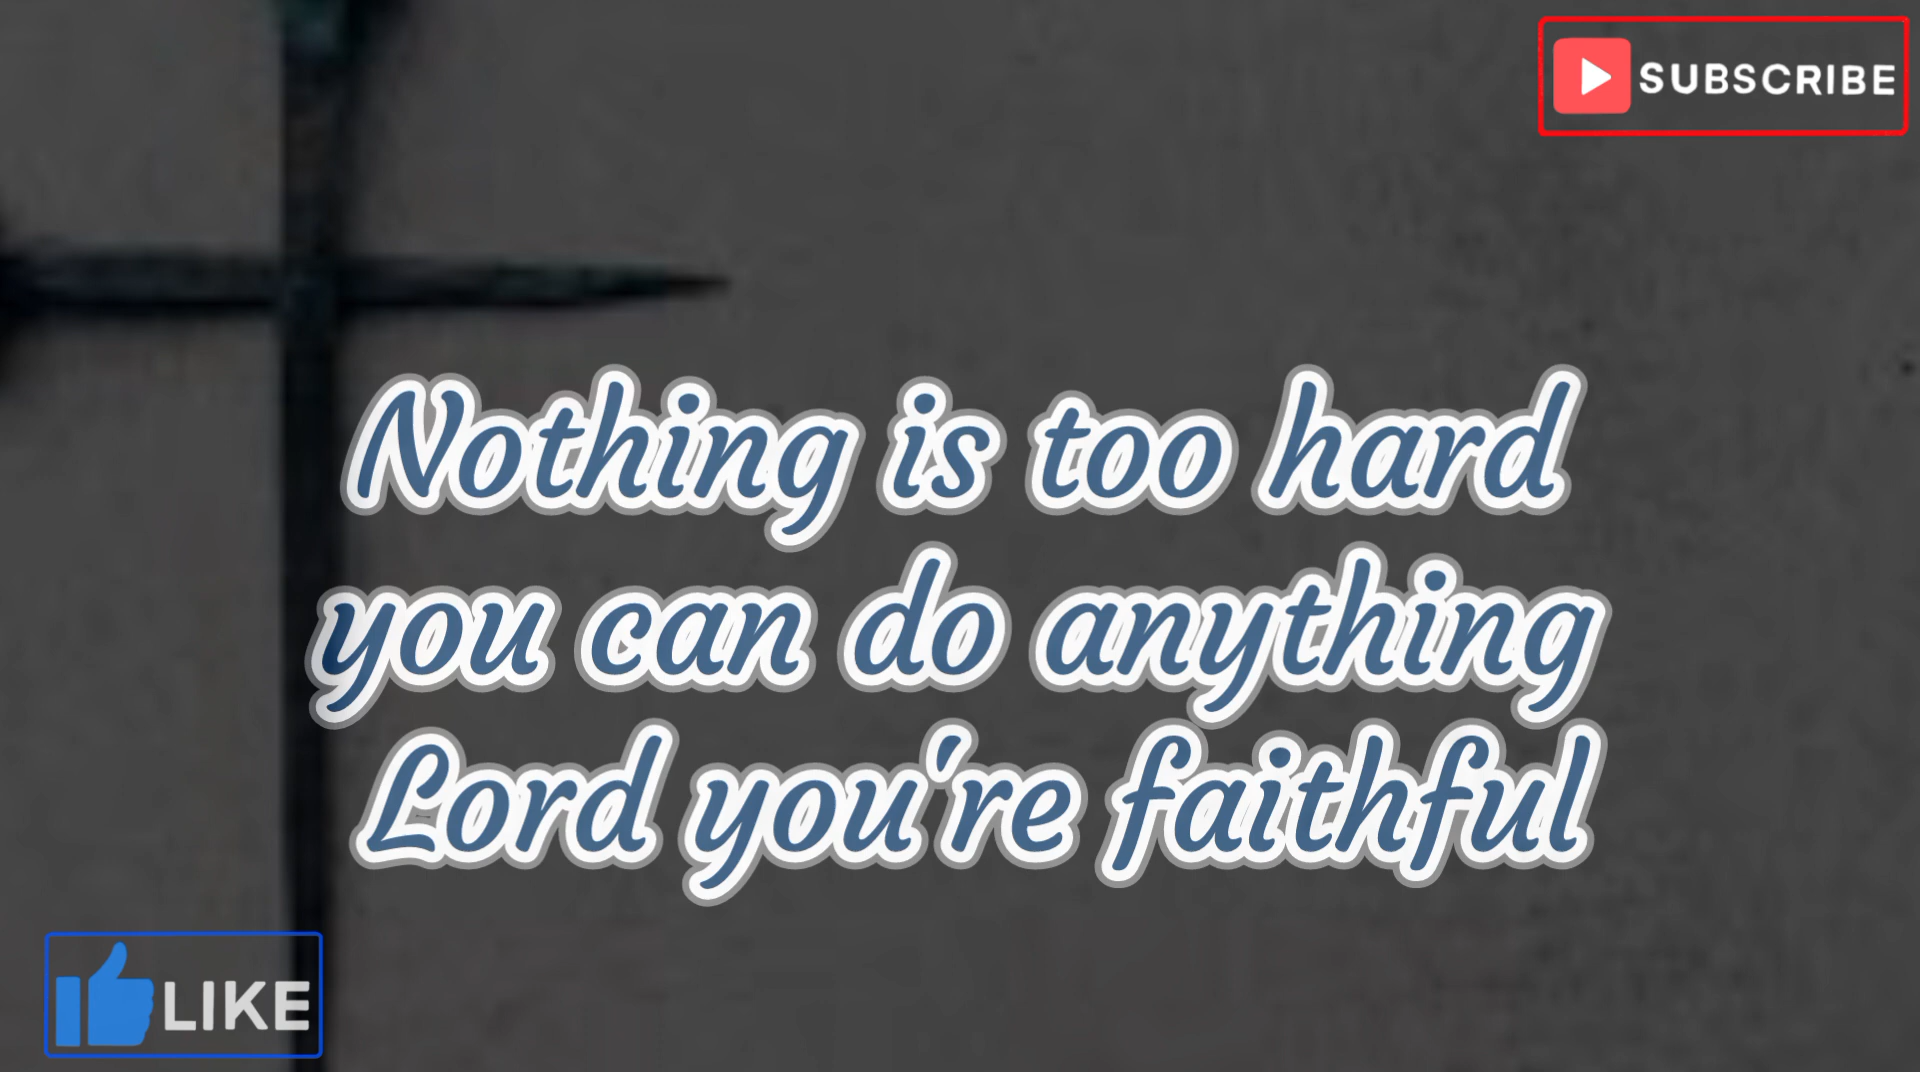 SUBSCRIBE
Nothing is too hard
you can do anything
Lord you're faithful
LIKE